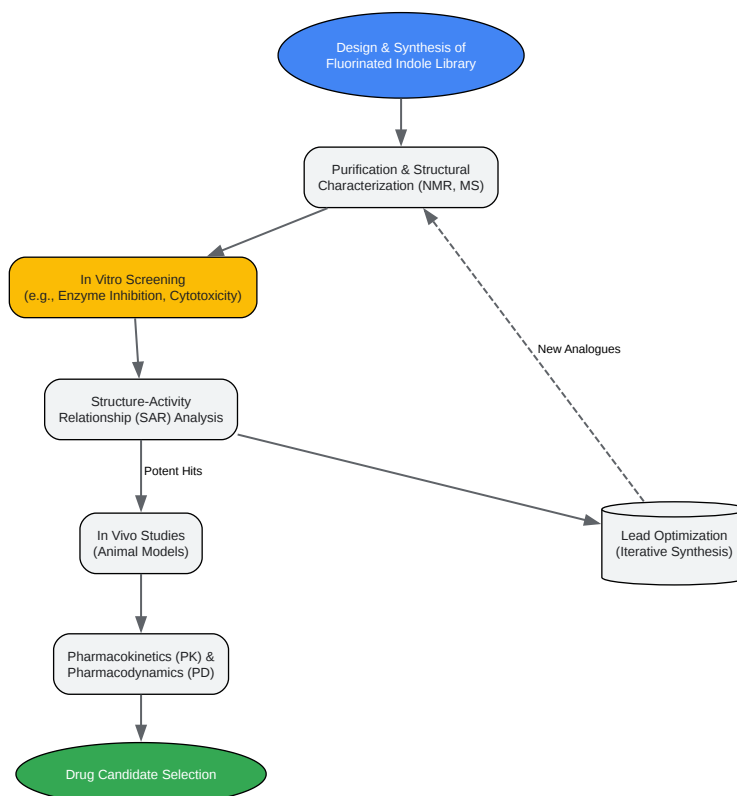 Design & Synthesis of
Fluorinated Indole Library
Purification & Structural
Characterization (NMR, MS)
In Vitro Screening
(e.g., Enzyme Inhibition, Cytotoxicity)
New Analogues
Structure-Activity
Relationship (SAR) Analysis
Potent Hits
In Vivo Studies
(Animal Models)
Lead Optimization
(Iterative Synthesis)
Pharmacokinetics (PK) &
Pharmacodynamics (PD)
Drug Candidate Selection